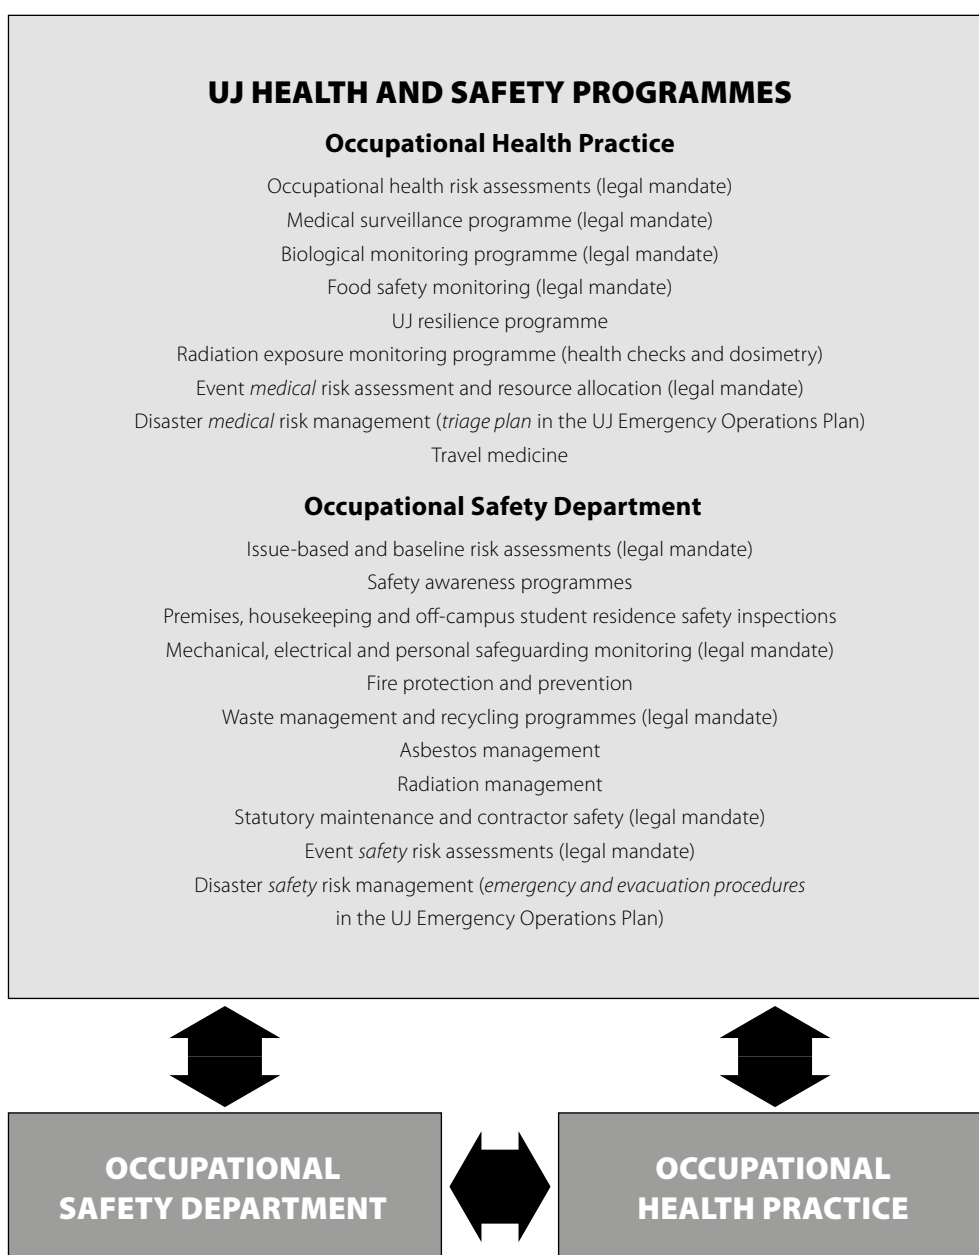 UJ HEALTH AND SAFETY PROGRAMMES
Occupational Health Practice
Occupational health risk assessments (legal mandate)
Medical surveillance programme (legal mandate)
Biological monitoring programme (legal mandate)
Food safety monitoring (legal mandate)
UJ resilience programme
Radiation exposure monitoring programme (health checks and dosimetry)
Event medical risk assessment and resource allocation (legal mandate)
Disaster medical risk management (triage plan in the UJ Emergency Operations Plan)
Travel medicine
Occupational Safety Department
Issue-based and baseline risk assessments (legal mandate)
Safety awareness programmes
Premises, housekeeping and off-campus student residence safety inspections
Mechanical, electrical and personal safeguarding monitoring (legal mandate)
Fire protection and prevention
Waste management and recycling programmes (legal mandate)
Asbestos management
Radiation management
Statutory maintenance and contractor safety (legal mandate)
Event safety risk assessments (legal mandate)
Disaster safety risk management (emergency and evacuation procedures
in the UJ Emergency Operations Plan)
OCCUPATIONAL
SAFETY DEPARTMENT
OCCUPATIONAL
HEALTH PRACTICE